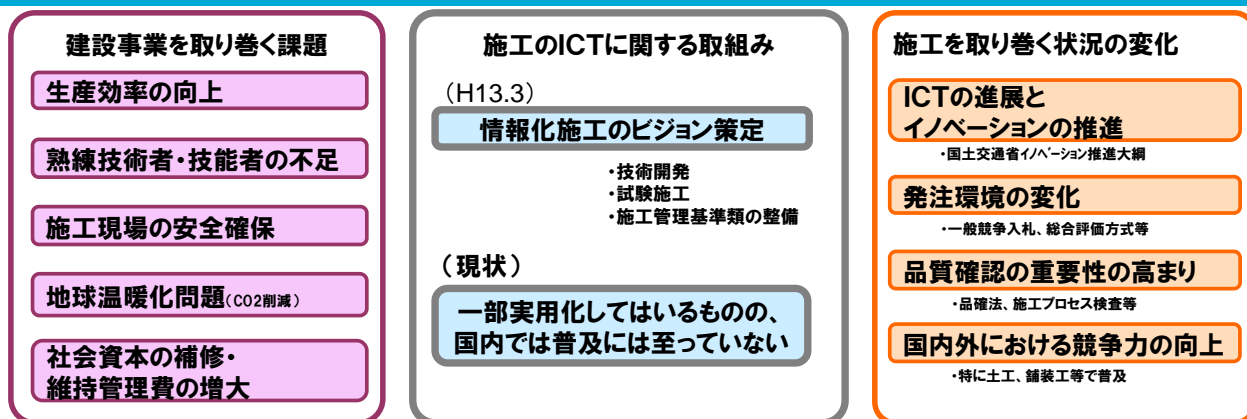 建設事業を取り巻く課題
生産効率の向上
熟練技術者・技能者の不足
施工現場の安全確保
地球温暖化問題(CO2削減)
社会資本の補修・
維持管理費の増大
施工のICTに関する取組み
（H13.3）
情報化施工のビジョン策定
・技術開発
・試験施工
・施工管理基準類の整備
（現状）
一部実用化してはいるものの、
国内では普及には至っていない
施工を取り巻く状況の変化
ICTの進展と
イノベーションの推進
・国土交通省イノベーション推進大綱
発注環境の変化
・一般競争入札、総合評価方式等
品質確認の重要性の高まり
・品確法、施工プロセス検査等
国内外における競争力の向上
・特に土工、舗装工等で普及